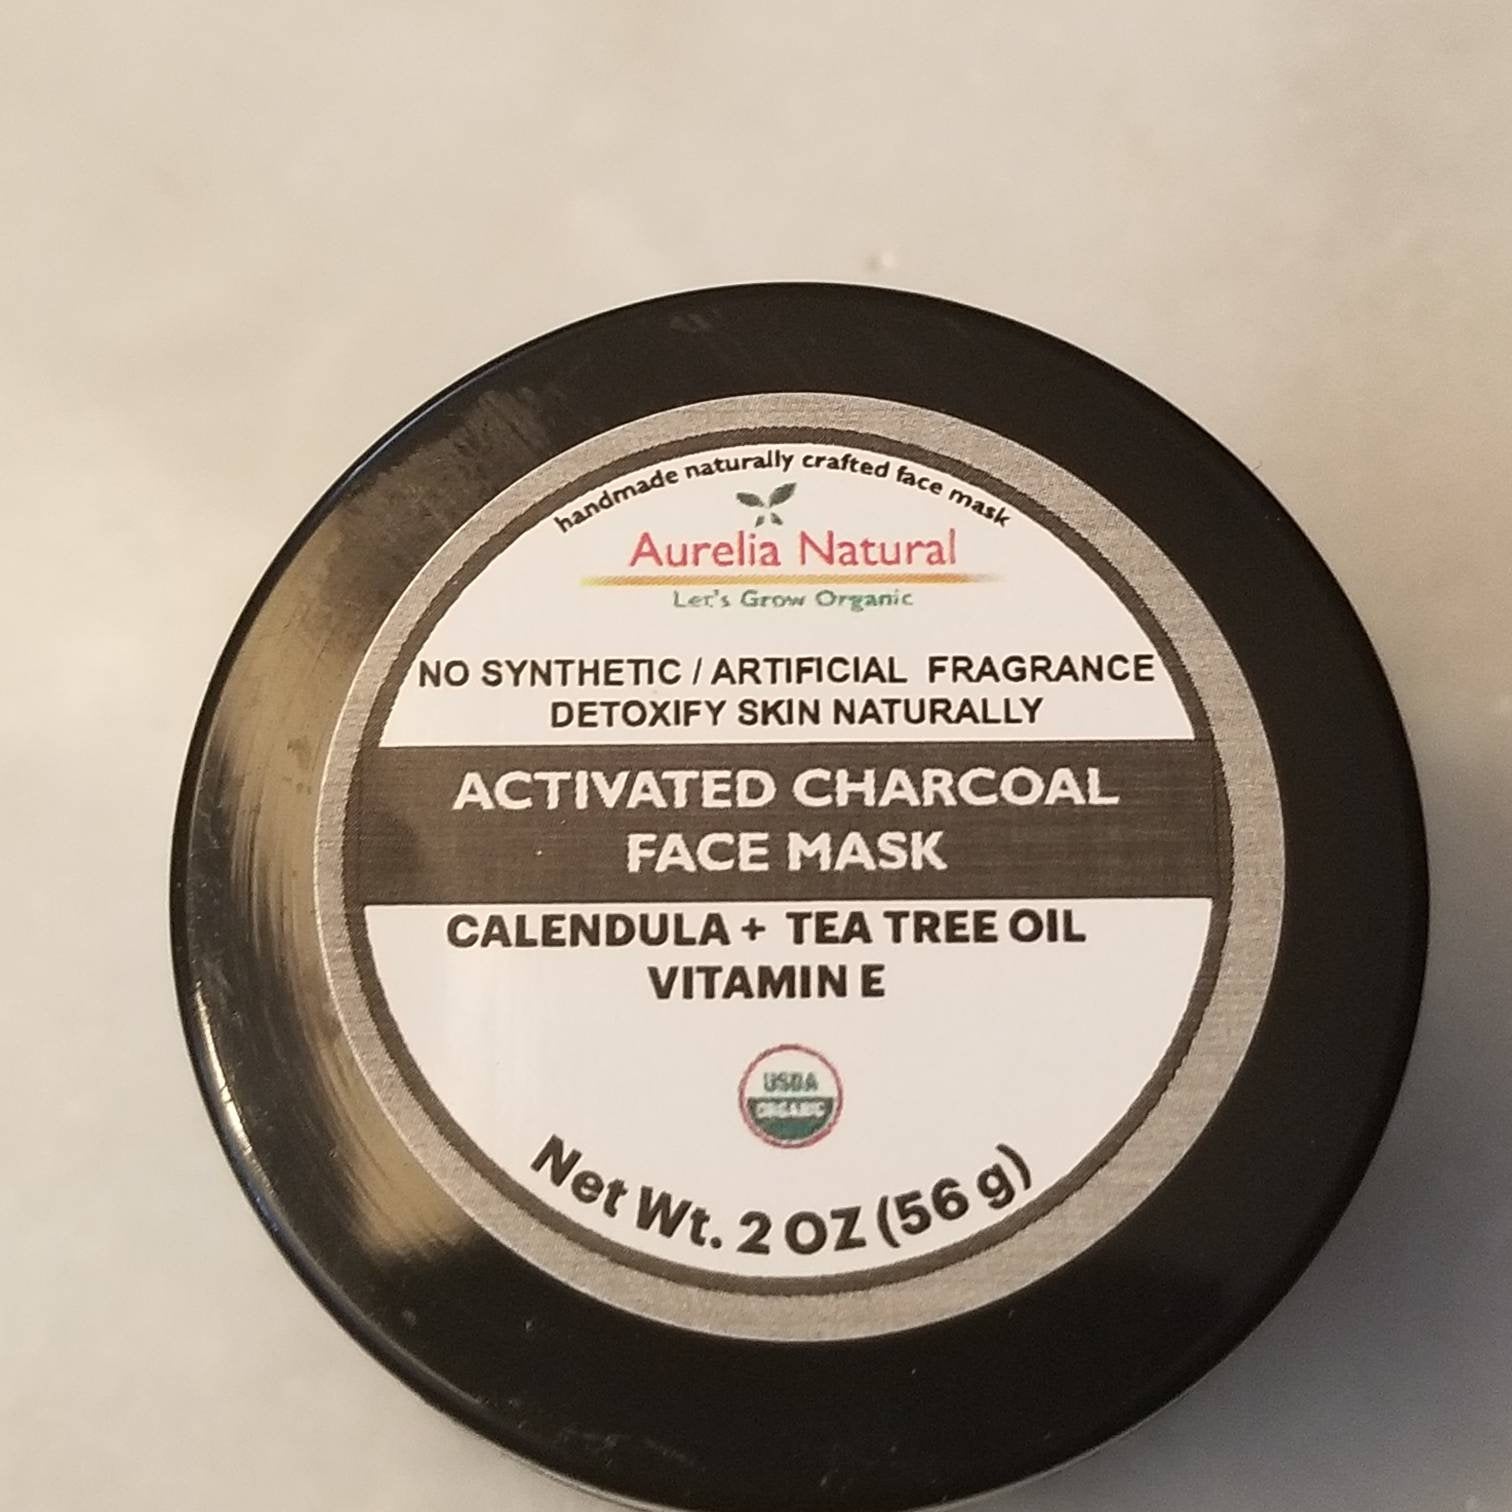 handmade naturally crafted face mask
Aurelia Natural
Let's Grow Organic
NO SYNTHETIC / ARTIFICIAL FRAGRANCE
DETOXIFY SKIN NATURALLY
ACTIVATED CHARCOAL
FACE MASK
CALENDULA + TEA TREE OIL
VITAMIN E
USDA
ORGANIC
Net Wt. 2 OZ (56 g)